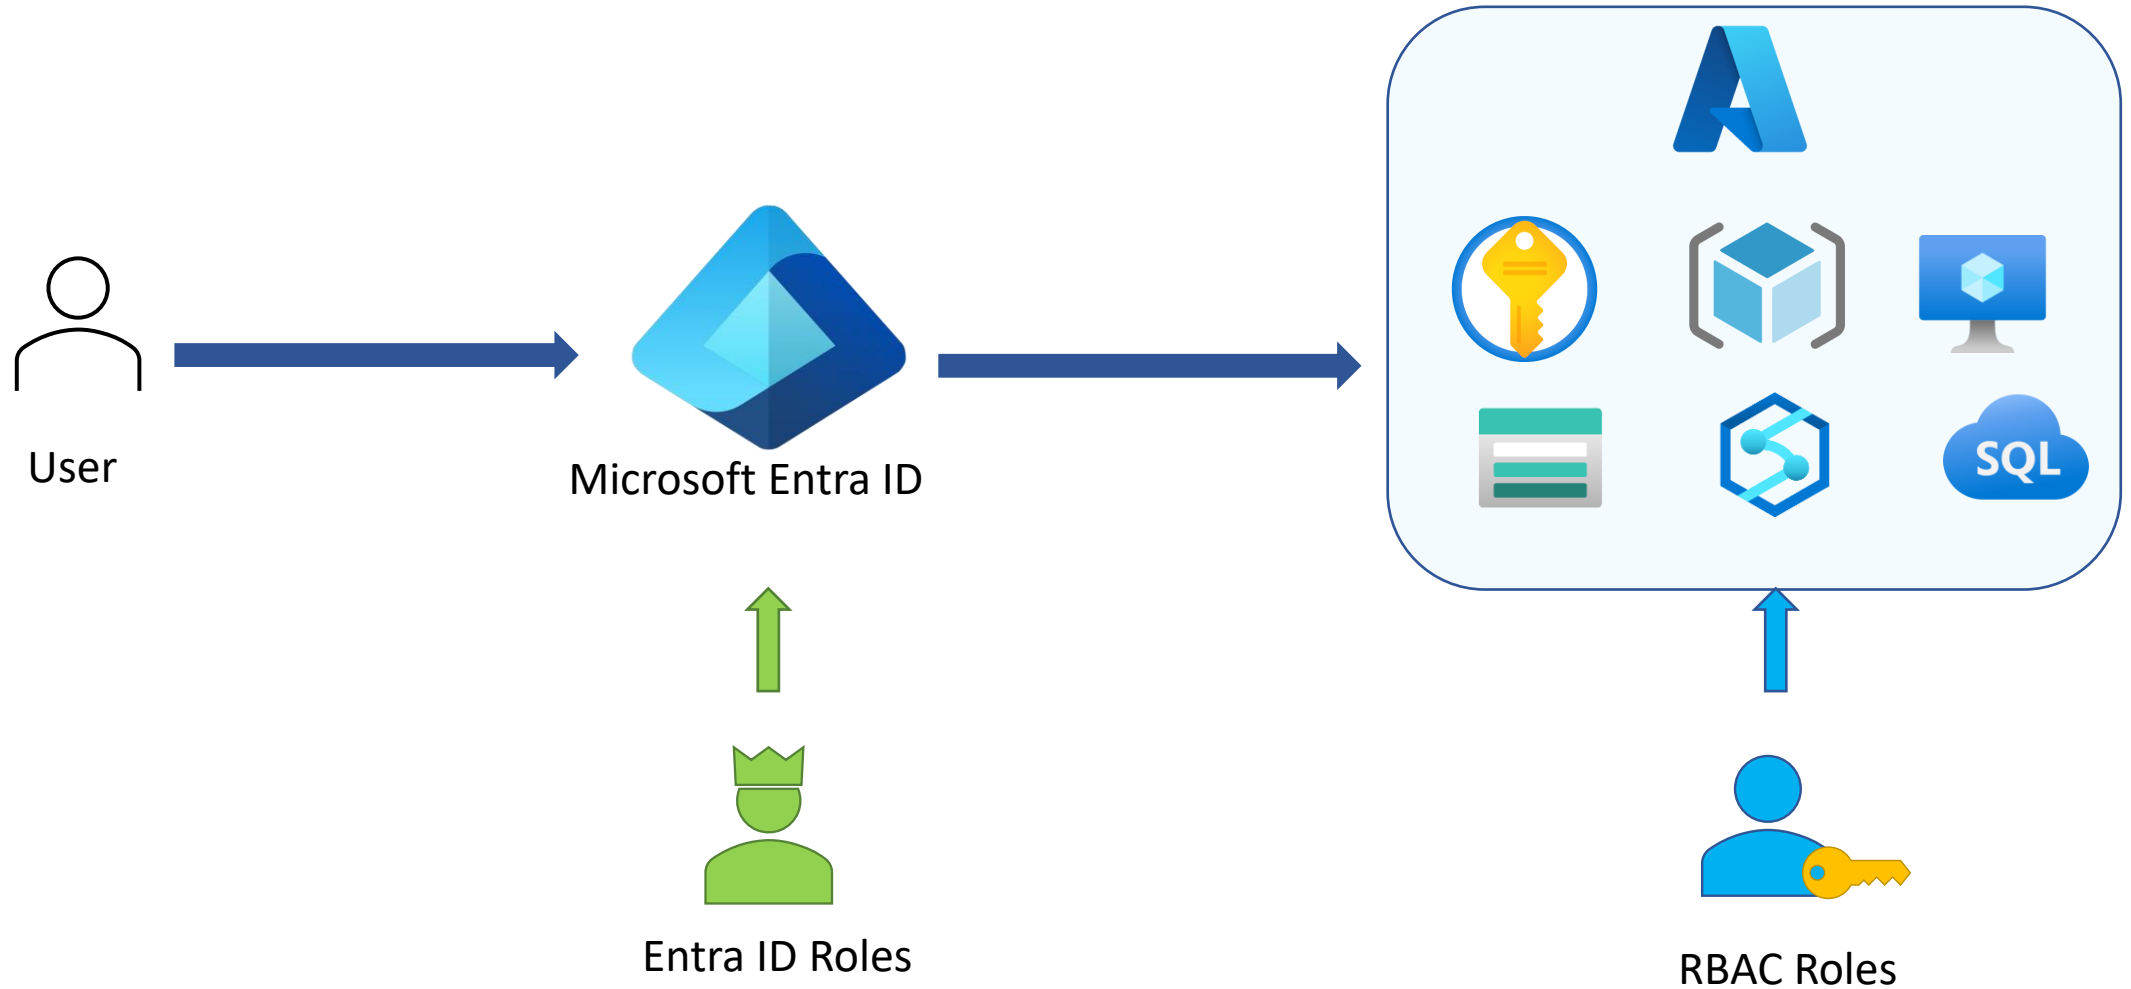 User
Microsoft Entra ID
SQL
Entra ID Roles
RBAC Roles